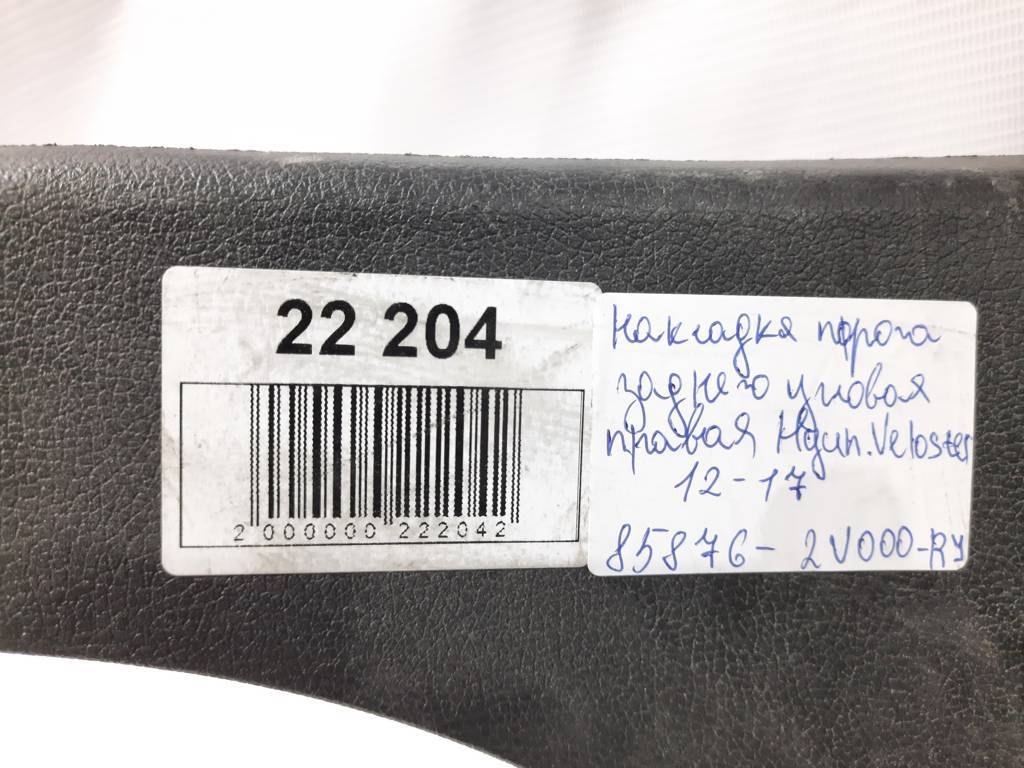 22 204
2 000000 222042
накладка порога
заднего угловая
правая Hyun. Veloster
12-17
85876- 2V000-RY